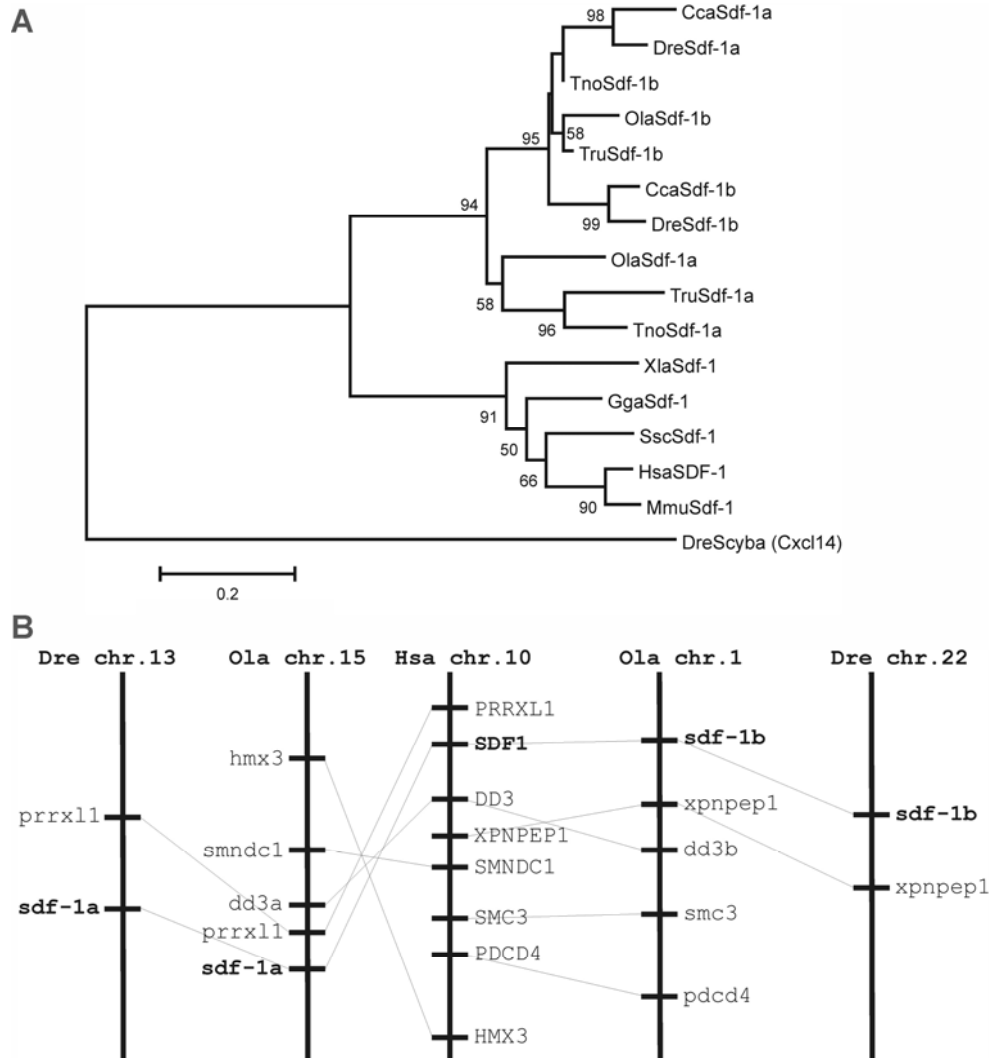 A
98
CcaSdf-1a
DreSdf-1a
TnoSdf-1b
OlaSdf-1b
58
95
TruSdf-1b
CcaSdf-1b
94
99
DreSdf-1b
OlaSdf-1a
TruSdf-1a
58
96
TnoSdf-1a
XlaSdf-1
GgaSdf-1
91
SscSdf-1
50
HsaSDF-1
66
90
MmuSdf-1
DreScyba (Cxcl14)
0.2
B
Dre chr.13 Ola chr.15 Hsa chr.10 Ola chr.1 Dre chr.22
prrxl1
sdf-1a
hmx3
smndc1
dd3a
prrxl1
sdf-1a
PRRXL1
SDF1
DD3
XPNPEP1
SMNDC1
SMC3
PDCD4
HMX3
sdf-1b
xpnpep1
dd3b
smc3
pdcd4
sdf-1b
xpnpep1